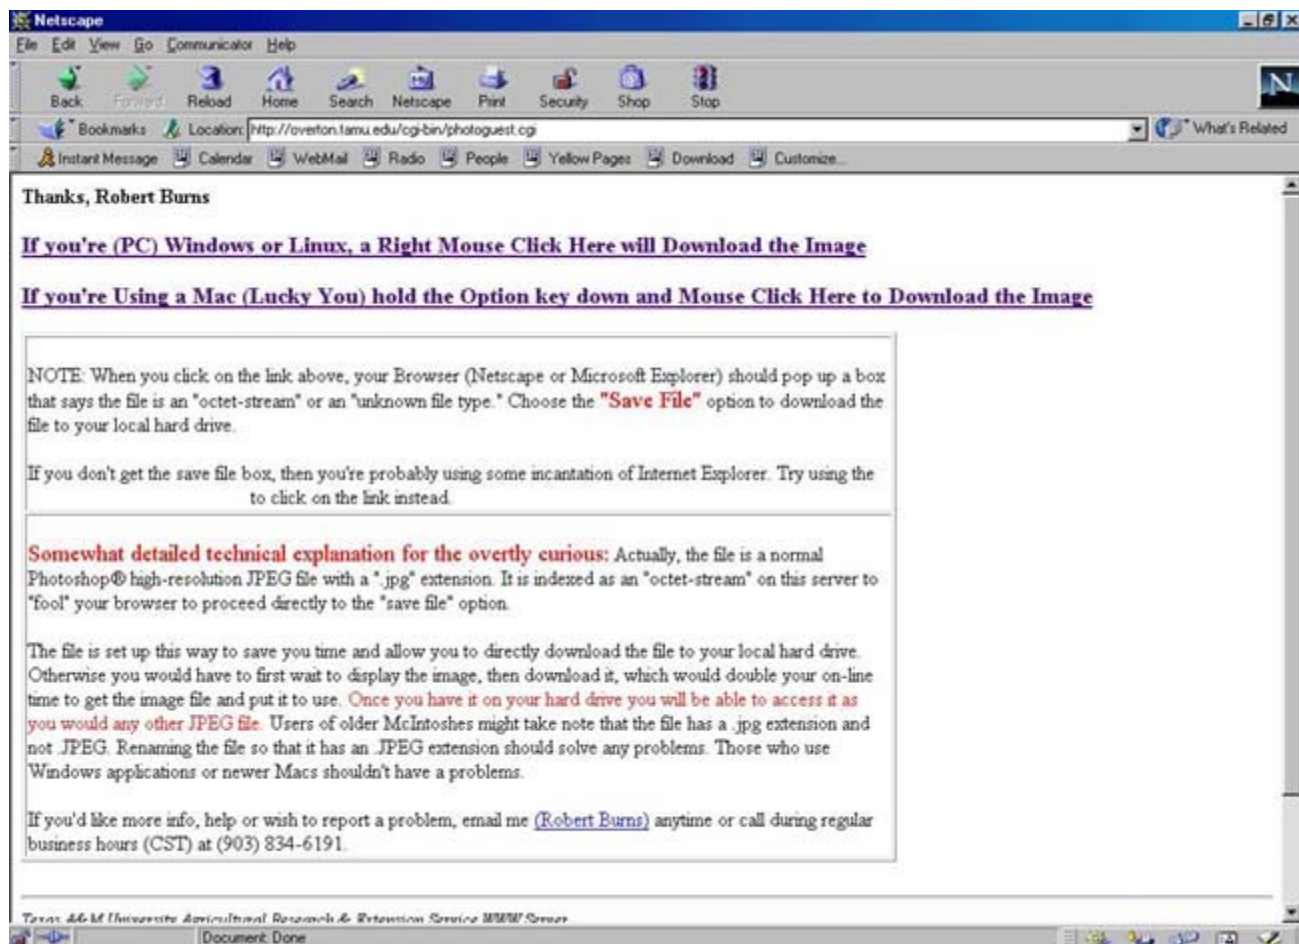 Netscape
File Edit View Go Communicator Help
Back Forward Reload Home Search Netscape Print Security Shop Stop
N
Bookmarks Location: http://overton.tamu.edu/cgi-bin/photoguest.cgi What's Related
Instant Message Calendar WebMail Radio People Yellow Pages Download Customize...
Thanks, Robert Burns
If you're (PC) Windows or Linux, a Right Mouse Click Here will Download the Image
If you're Using a Mac (Lucky You) hold the Option key down and Mouse Click Here to Download the Image
NOTE: When you click on the link above, your Browser (Netscape or Microsoft Explorer) should pop up a box
that says the file is an "octet-stream" or an "unknown file type." Choose the "Save File" option to download the
file to your local hard drive.
If you don't get the save file box, then you're probably using some incantation of Internet Explorer. Try using the
to click on the link instead.
Somewhat detailed technical explanation for the overtly curious: Actually, the file is a normal
Photoshop® high-resolution JPEG file with a ".jpg" extension. It is indexed as an "octet-stream" on this server to
"fool" your browser to proceed directly to the "save file" option.
The file is set up this way to save you time and allow you to directly download the file to your local hard drive.
Otherwise you would have to first wait to display the image, then download it, which would double your on-line
time to get the image file and put it to use. Once you have it on your hard drive you will be able to access it as
you would any other JPEG file. Users of older McIntoshes might take note that the file has a .jpg extension and
not .JPEG. Renaming the file so that it has an .JPEG extension should solve any problems. Those who use
Windows applications or newer Macs shouldn't have a problems.
If you'd like more info, help or wish to report a problem, email me (Robert Burns) anytime or call during regular
business hours (CST) at (903) 834-6191.
Texas A&M University Agricultural Research & Extension Service WWW Server
Document: Done